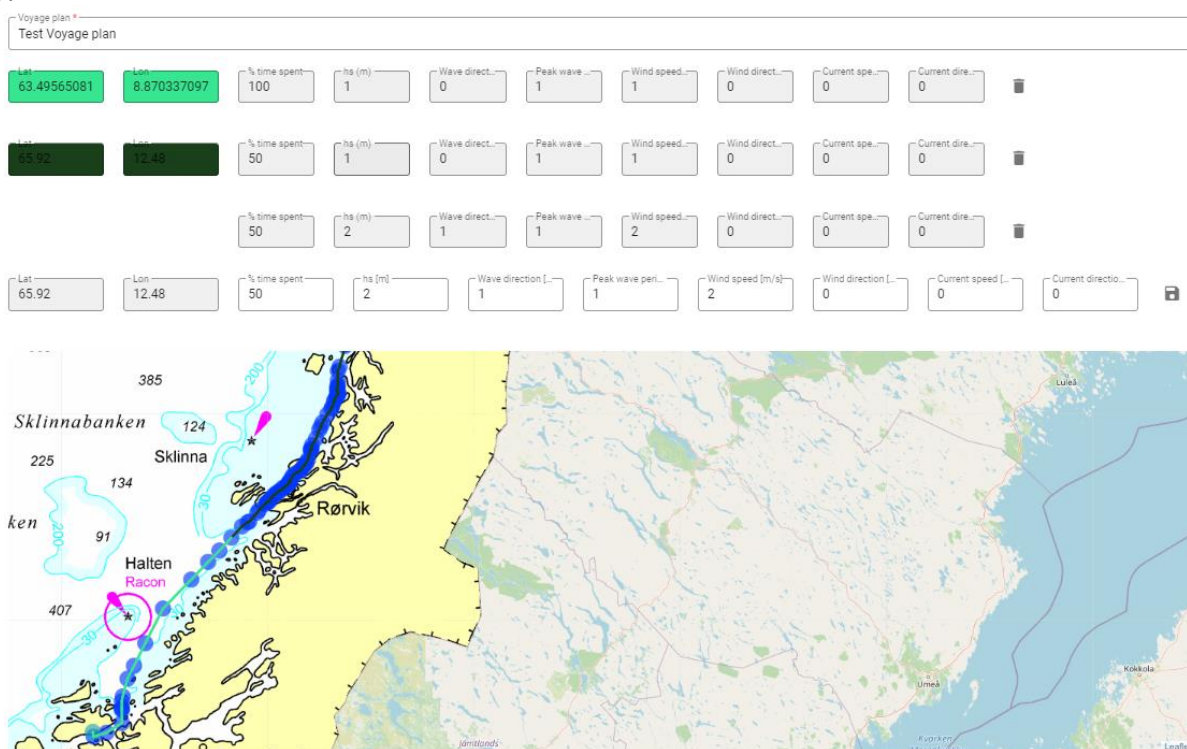 Voyage plan *
Test Voyage plan
Lat Lon % time spent hs (m) Wave direct... Peak wave ... Wind speed... Wind direct... Current spe... Current dire...
63.49565081 8.870337097 100 1 0 1 1 0 0 0
Lat Lon % time spent hs (m) Wave direct... Peak wave ... Wind speed... Wind direct... Current spe... Current dire...
65.92 12.48 50 1 0 1 1 0 0 0
% time spent hs (m) Wave direct... Peak wave ... Wind speed... Wind direct... Current spe... Current dire...
50 2 1 1 2 0 0 0
Lat Lon % time spent hs [m] Wave direction [... Peak wave peri... Wind speed [m/s] Wind direction [... Current speed [... Current directio...
65.92 12.48 50 2 1 1 2 0 0 0
385
200
Luleå
Sklinnabanken 124
Sklinna
225
134
30
Rørvik
ken
200
91
Halten
Racon
407
30
30
Kokkola
Umeå
Kvarken
Jämtlands